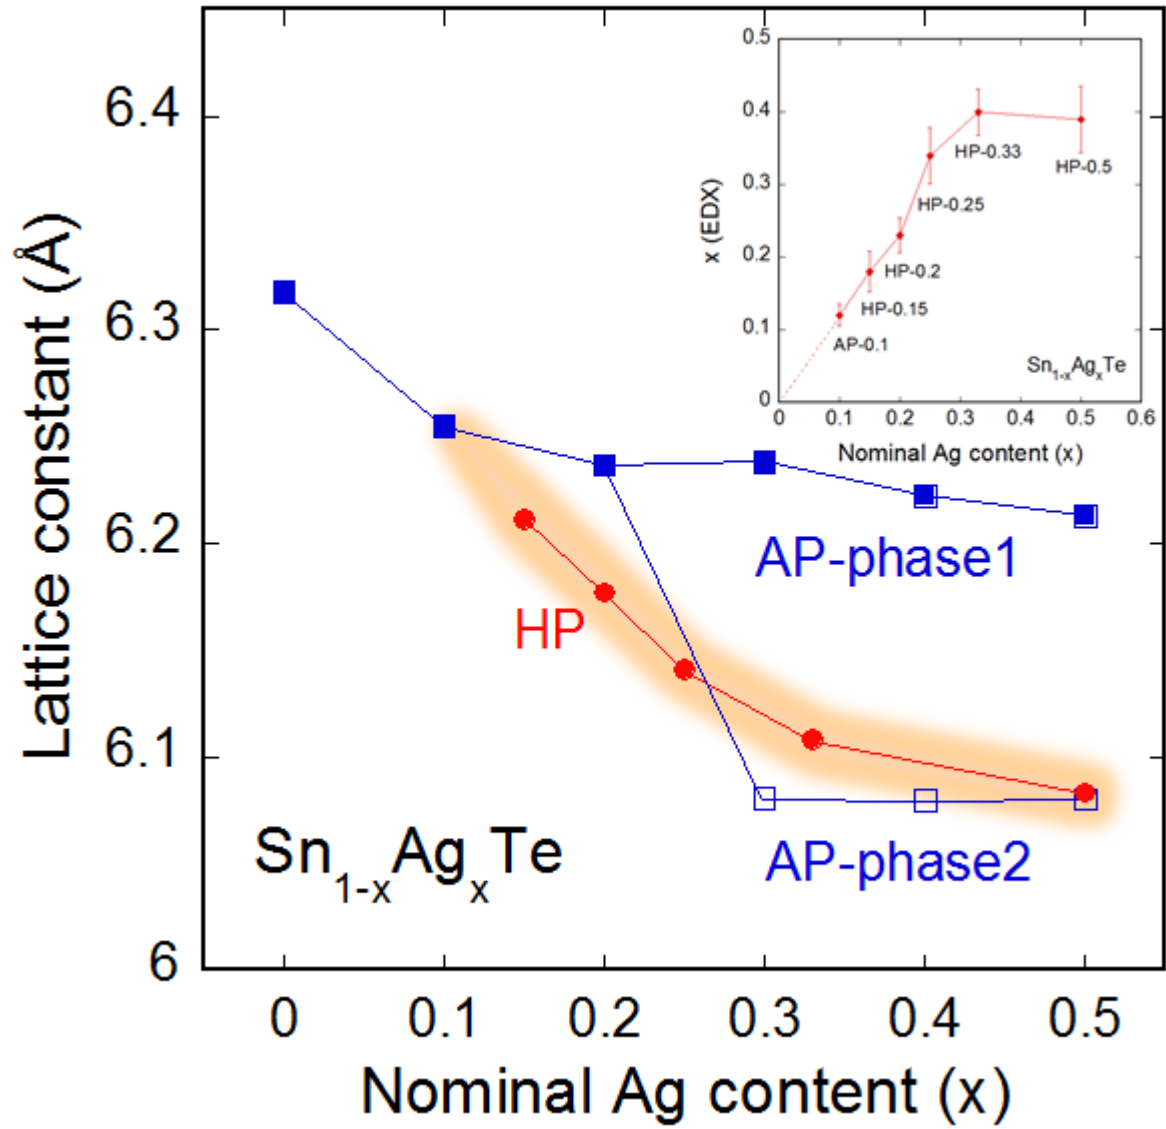 6.4
6.3
6.2
6.1
6
0 0.1 0.2 0.3 0.4 0.5
Lattice constant (Å)
Nominal Ag content (x)
AP-phase1
HP
AP-phase2
Sn1-xAgxTe
0.5
0.4
0.3
0.2
0.1
0
0 0.1 0.2 0.3 0.4 0.5 0.6
x (EDX)
Nominal Ag content (x)
HP-0.33
HP-0.5
HP-0.25
HP-0.2
HP-0.15
AP-0.1
Sn1-xAgxTe